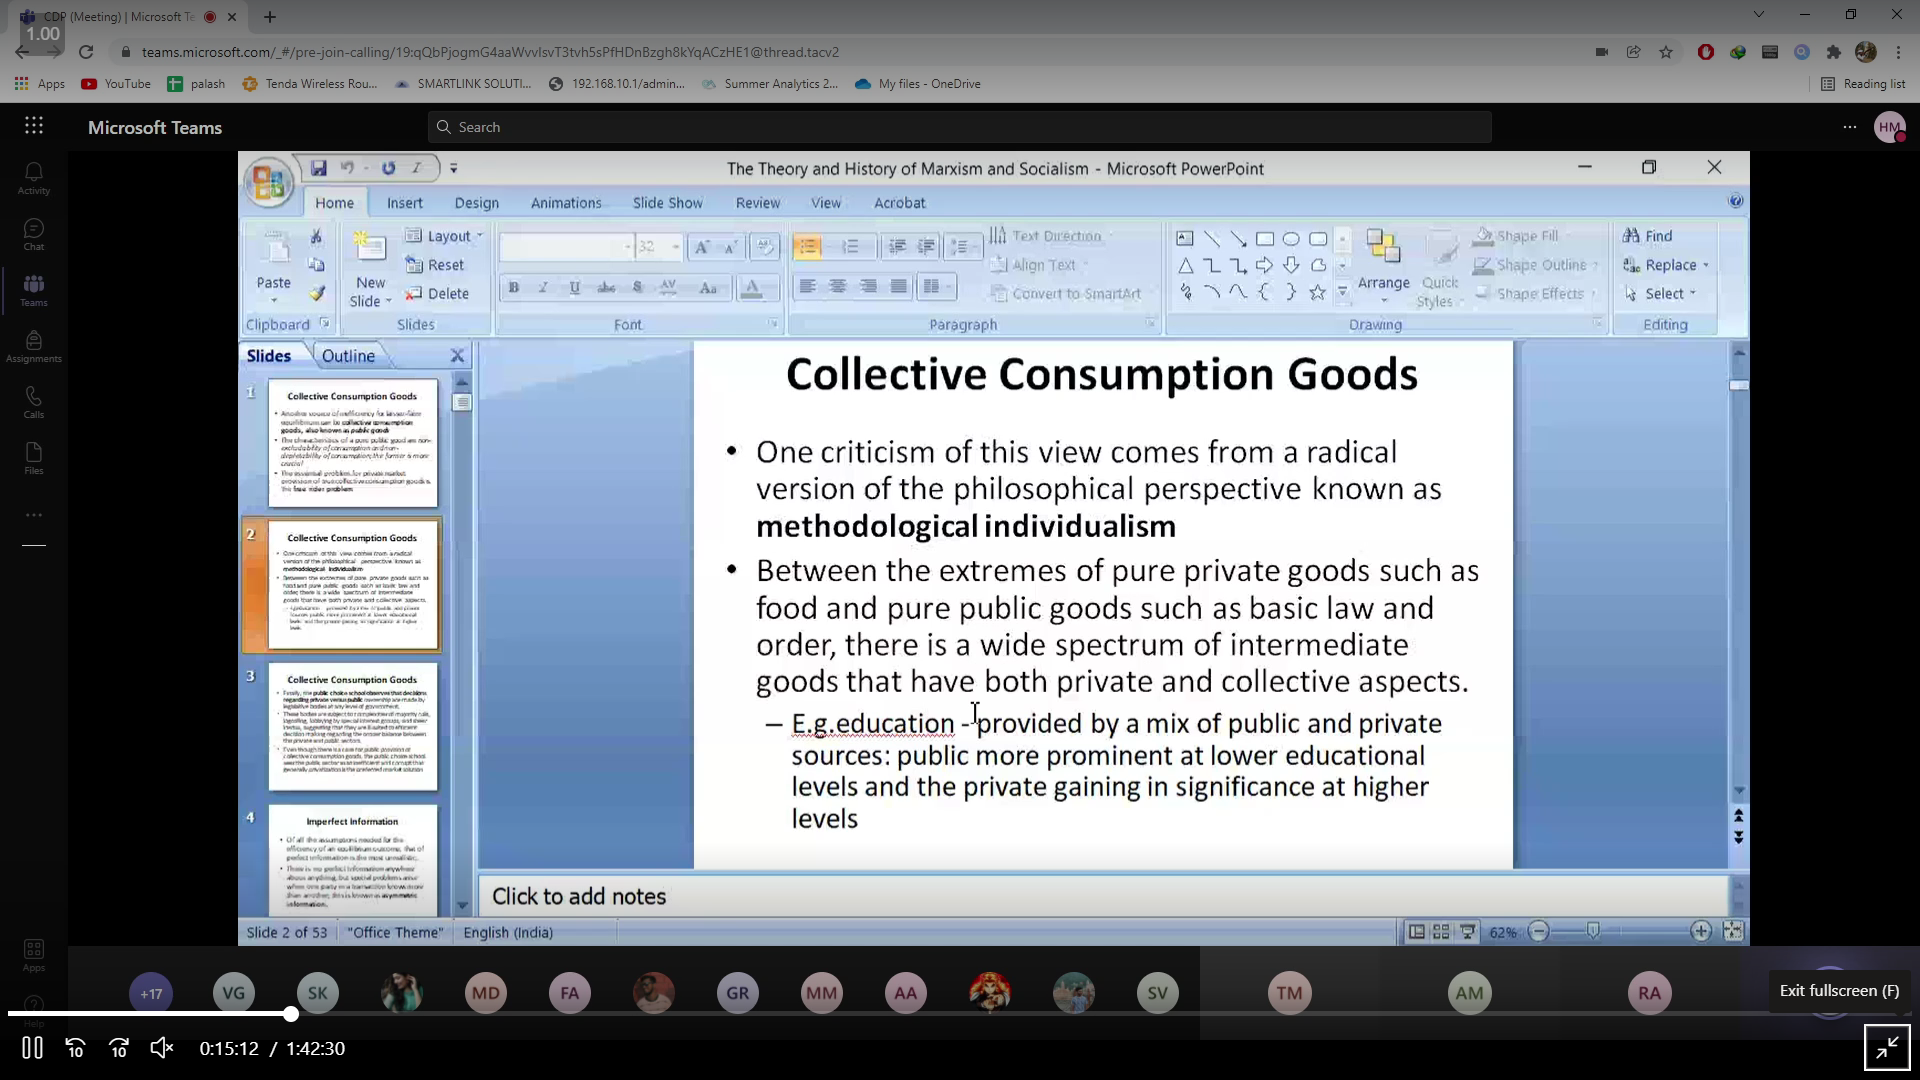 CDP (Meeting) | Microsoft Te
1.00
teams.microsoft.com/_#/pre-join-calling/19:qQbPjogmG4aaWvvIsvT3tvh5sPfHDnBzgh8kYqACzHE1@thread.tacv2
Apps YouTube palash Tenda Wireless Rou... SMARTLINK SOLUTI... 192.168.10.1/admin... Summer Analytics 2... My files - OneDrive Reading list
Microsoft Teams Search HM
Activity
Chat
Teams
Assignments
Calls
Files
Apps
Help
The Theory and History of Marxism and Socialism - Microsoft PowerPoint
Home Insert Design Animations Slide Show Review View Acrobat
Paste
Clipboard
New Slide
Layout
Reset
Delete
Slides
32
Font
Text Direction
Align Text
Convert to SmartArt
Paragraph
Arrange
Quick Styles
Shape Fill
Shape Outline
Shape Effects
Drawing
Find
Replace
Select
Editing
Slides Outline
1
Collective Consumption Goods
2
Collective Consumption Goods
3
Collective Consumption Goods
4
Imperfect Information
Collective Consumption Goods
• One criticism of this view comes from a radical
version of the philosophical perspective known as
methodological individualism
• Between the extremes of pure private goods such as
food and pure public goods such as basic law and
order, there is a wide spectrum of intermediate
goods that have both private and collective aspects.
– E.g.education - provided by a mix of public and private
sources: public more prominent at lower educational
levels and the private gaining in significance at higher
levels
Click to add notes
Slide 2 of 53 "Office Theme" English (India) 62%
+17 VG SK MD FA GR MM AA SV TM AM RA
Exit fullscreen (F)
10 10 0:15:12 / 1:42:30